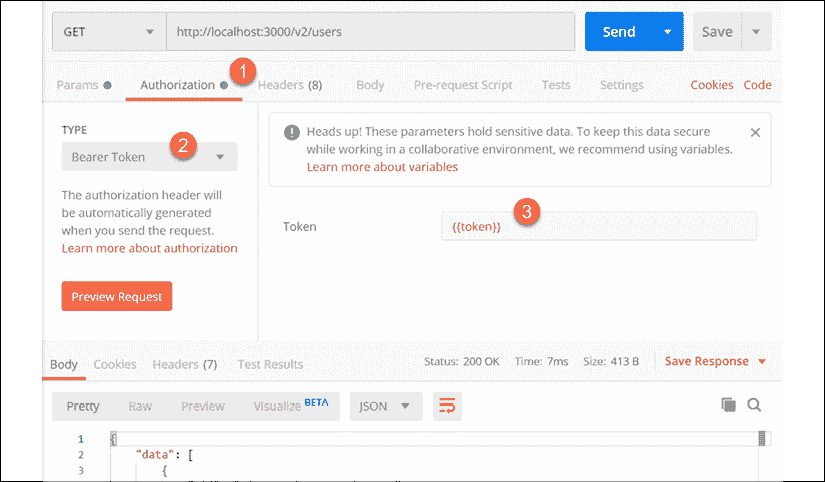 GET http://localhost:3000/v2/users Send Save
1
Params Authorization Headers (8) Body Pre-request Script Tests Settings Cookies Code
TYPE
2
Bearer Token
Heads up! These parameters hold sensitive data. To keep this data secure
while working in a collaborative environment, we recommend using variables.
Learn more about variables
The authorization header will
be automatically generated
when you send the request.
Learn more about authorization
3
Token {{token}}
Preview Request
Body Cookies Headers (7) Test Results Status: 200 OK Time: 7ms Size: 413 B Save Response
Pretty Raw Preview Visualize BETA JSON
1 {
2 "data": [
3 {